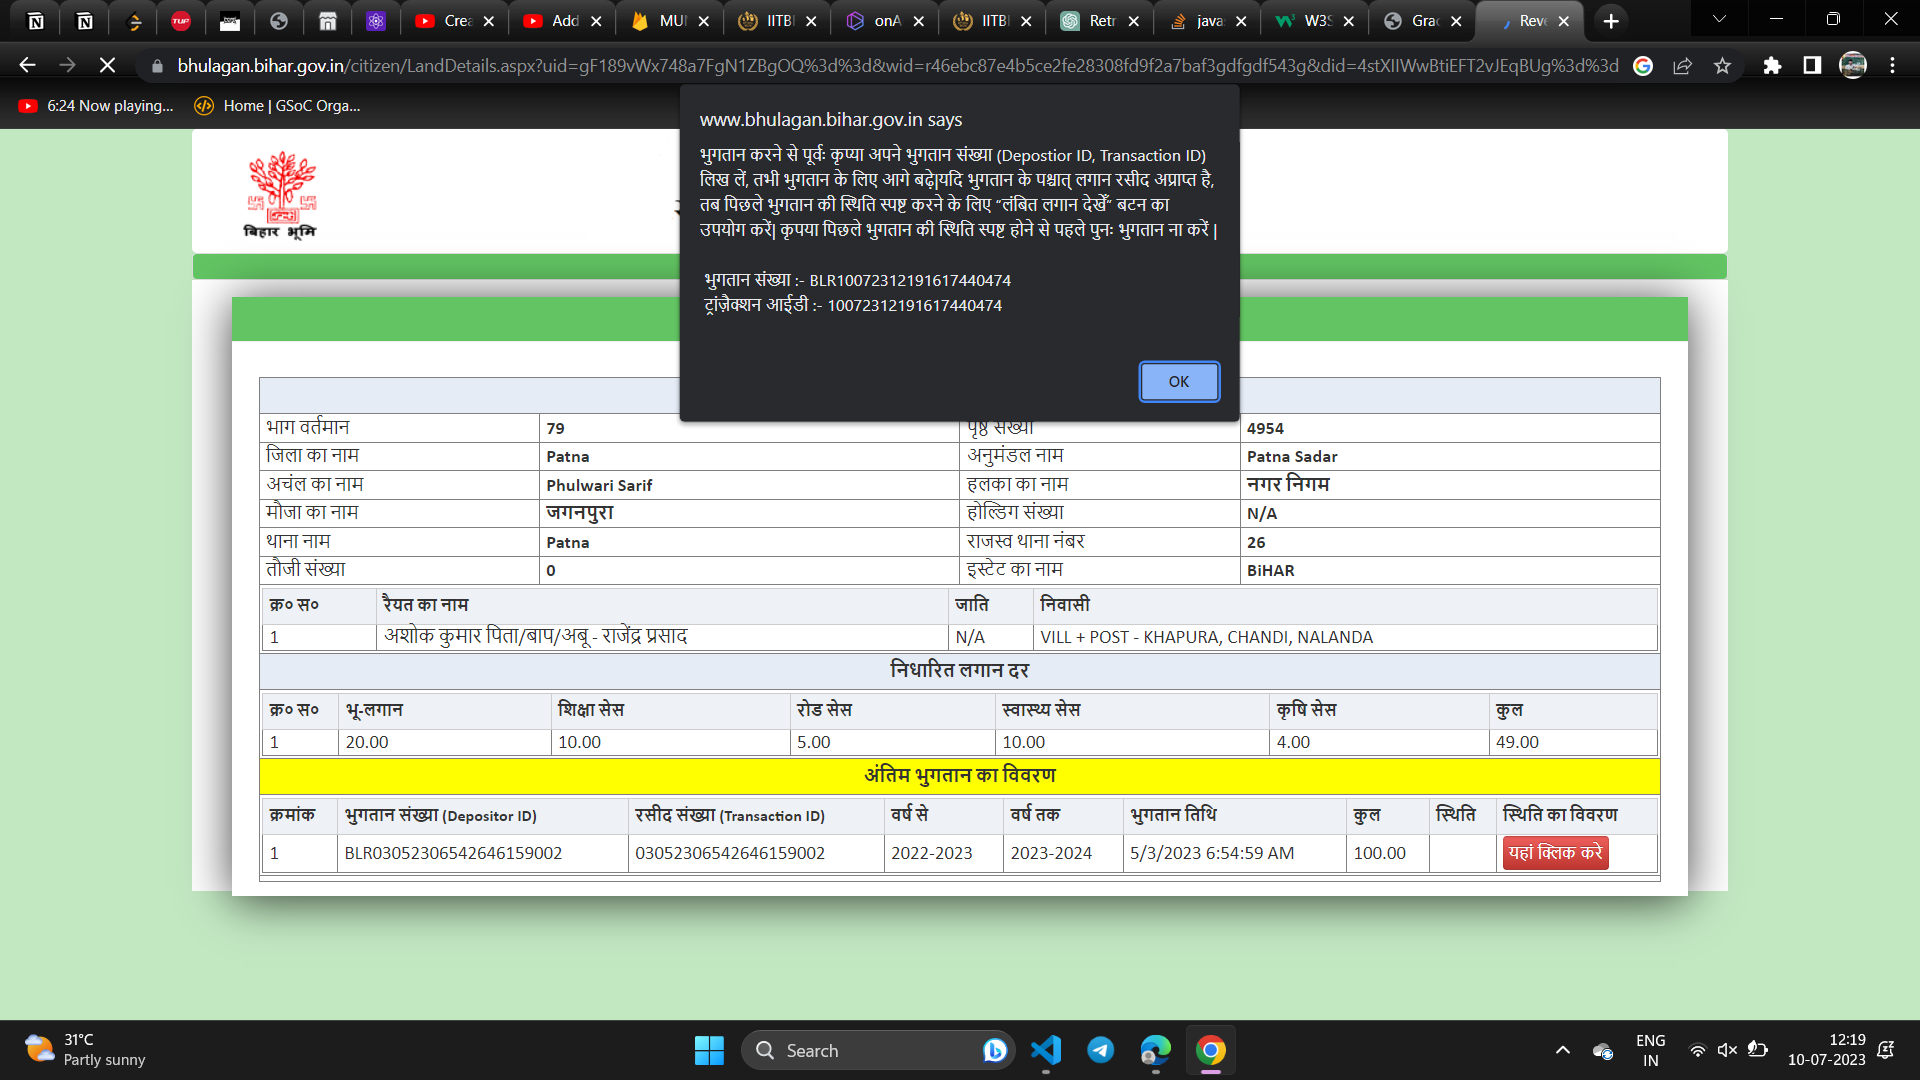 Crea
Add
MUI
IITBI
onA
IITBI
Retr
java
W3S
Grac
Reve
bhulagan.bihar.gov.in/citizen/LandDetails.aspx?uid=gF189vWx748a7FgN1ZBgOQ%3d%3d&wid=r46ebc87e4b5ce2fe28308fd9f2a7baf3gdfgdf543g&did=4stXIIWwBtiEFT2vJEqBUg%3d%3d
6:24 Now playing...
Home | GSoC Orga...
बिहार भूमि
www.bhulagan.bihar.gov.in says
भुगतान करने से पूर्वः कृप्या अपने भुगतान संख्या (Depostior ID, Transaction ID)
लिख लें, तभी भुगतान के लिए आगे बढ़े|यदि भुगतान के पश्चात् लगान रसीद अप्राप्त है,
तब पिछले भुगतान की स्थिति स्पष्ट करने के लिए “लंबित लगान देखेँ” बटन का
उपयोग करें| कृपया पिछले भुगतान की स्थिति स्पष्ट होने से पहले पुनः भुगतान ना करें |
भुगतान संख्या :- BLR10072312191617440474
ट्रांज़ैक्शन आईडी :- 10072312191617440474
OK
भाग वर्तमान 79 पृष्ठ संख्या 4954
जिला का नाम Patna अनुमंडल नाम Patna Sadar
अचंल का नाम Phulwari Sarif हलका का नाम नगर निगम
मौजा का नाम जगनपुरा होल्डिग संख्या N/A
थाना नाम Patna राजस्व थाना नंबर 26
तौजी संख्या 0 इस्टेट का नाम BiHAR
क्र० स० रैयत का नाम जाति निवासी
1 अशोक कुमार पिता/बाप/अबू - राजेंद्र प्रसाद N/A VILL + POST - KHAPURA, CHANDI, NALANDA
निधारित लगान दर
क्र० स० भू-लगान शिक्षा सेस रोड सेस स्वास्थ्य सेस कृषि सेस कुल
1 20.00 10.00 5.00 10.00 4.00 49.00
अंतिम भुगतान का विवरण
क्रमांक भुगतान संख्या (Depositor ID) रसीद संख्या (Transaction ID) वर्ष से वर्ष तक भुगतान तिथि कुल स्थिति स्थिति का विवरण
1 BLR03052306542646159002 03052306542646159002 2022-2023 2023-2024 5/3/2023 6:54:59 AM 100.00 यहां क्लिक करे
31°C
Partly sunny
Search
ENG
IN
12:19
10-07-2023